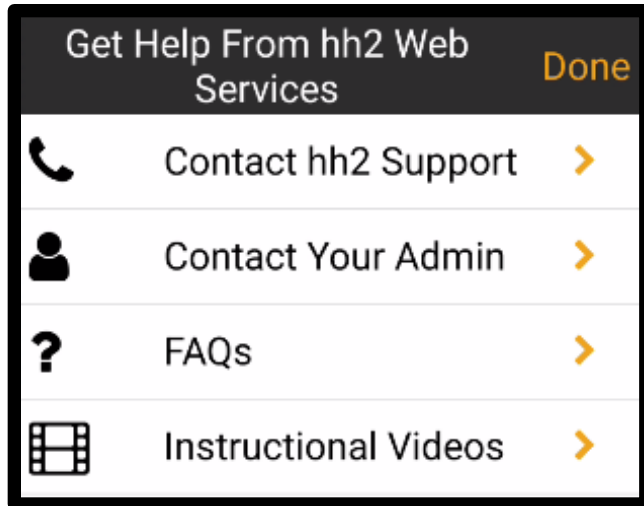 Get Help From hh2 Web
Services
Done
Contact hh2 Support
Contact Your Admin
FAQs
Instructional Videos